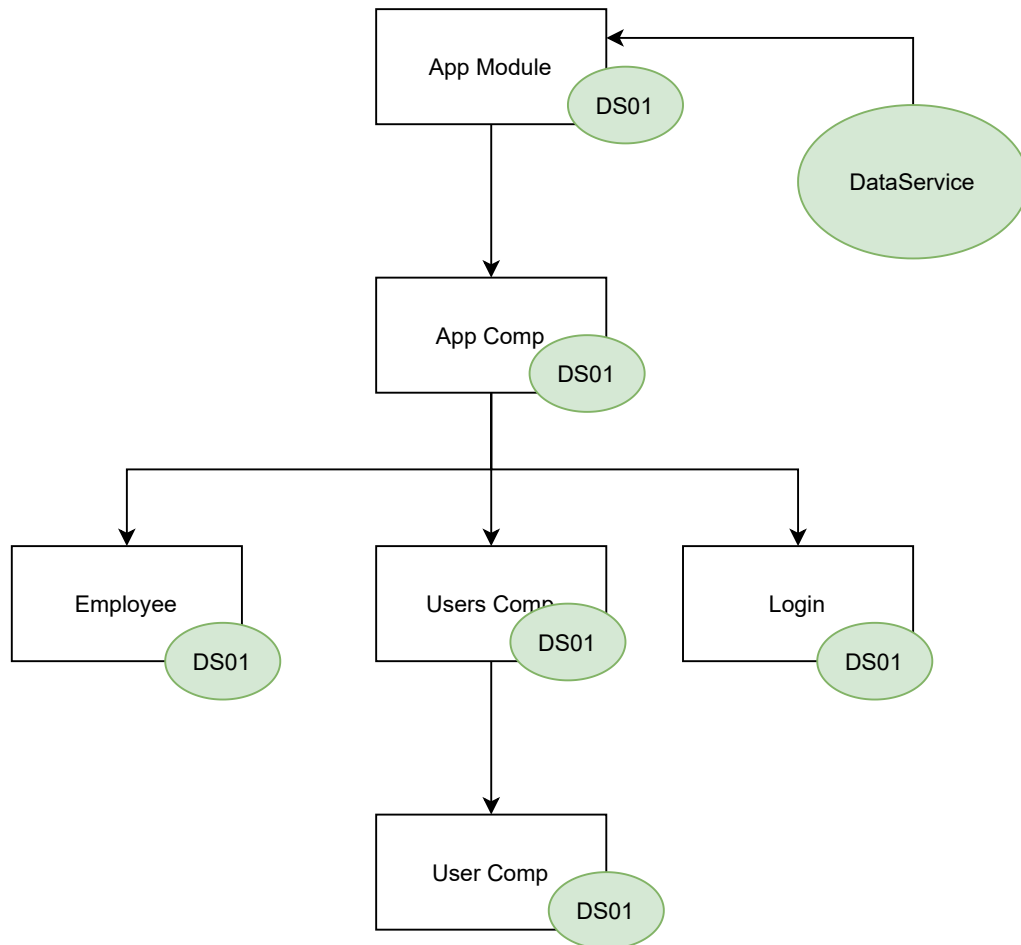 App Module
DS01
DataService
App Comp
DS01
Employee
DS01
Users Comp
DS01
Login
DS01
User Comp
DS01